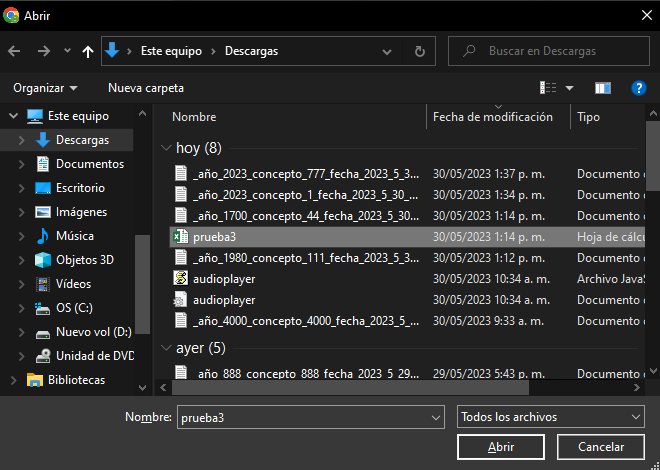 Abrir
Este equipo > Descargas
Buscar en Descargas
Organizar
Nueva carpeta
Este equipo
Descargas
Documentos
Escritorio
Imágenes
Música
Objetos 3D
Vídeos
OS (C:)
Nuevo vol (D:)
Unidad de DVD
Bibliotecas
Nombre Fecha de modificación Tipo
hoy (8)
_año_2023_concepto_777_fecha_2023_5_3... 30/05/2023 1:37 p. m. Documento d
_año_2023_concepto_1_fecha_2023_5_30_... 30/05/2023 1:34 p. m. Documento d
_año_1700_concepto_44_fecha_2023_5_30... 30/05/2023 1:14 p. m. Documento d
prueba3 30/05/2023 1:14 p. m. Hoja de cálcu
_año_1980_concepto_111_fecha_2023_5_3... 30/05/2023 1:12 p. m. Documento d
audioplayer 30/05/2023 10:34 a. m. Archivo JavaS
audioplayer 30/05/2023 10:34 a. m. Documento d
_año_4000_concepto_4000_fecha_2023_5_... 30/05/2023 9:33 a. m. Documento d
ayer (5)
_año_888_concepto_888_fecha_2023_5_29... 29/05/2023 5:43 p. m. Documento d
Nombre: prueba3
Todos los archivos
Abrir Cancelar